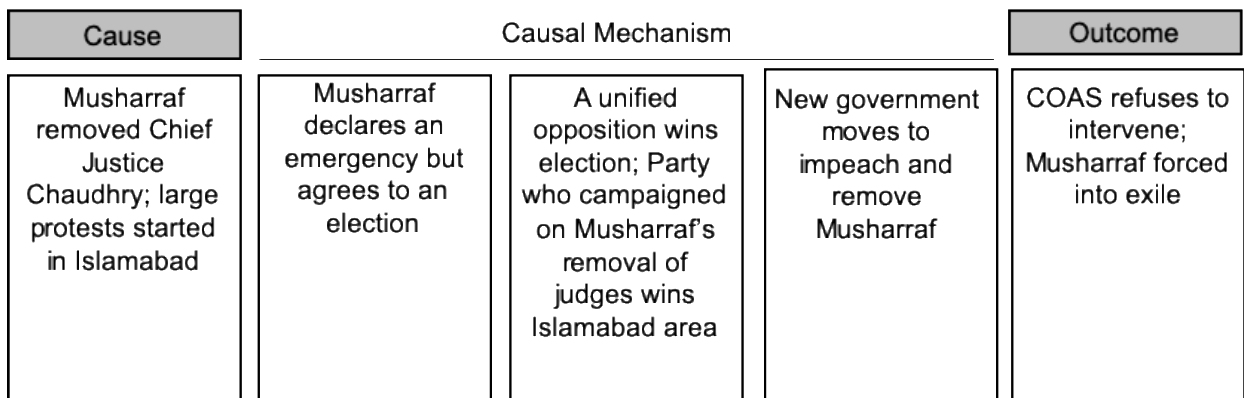 Cause
Causal Mechanism
Outcome
Musharraf
removed Chief
Justice
Chaudhry; large
protests started
in Islamabad
Musharraf
declares an
emergency but
agrees to an
election
A unified
opposition wins
election; Party
who campaigned
on Musharraf's
removal of
judges wins
Islamabad area
New government
moves to
impeach and
remove
Musharraf
COAS refuses to
intervene;
Musharraf forced
into exile